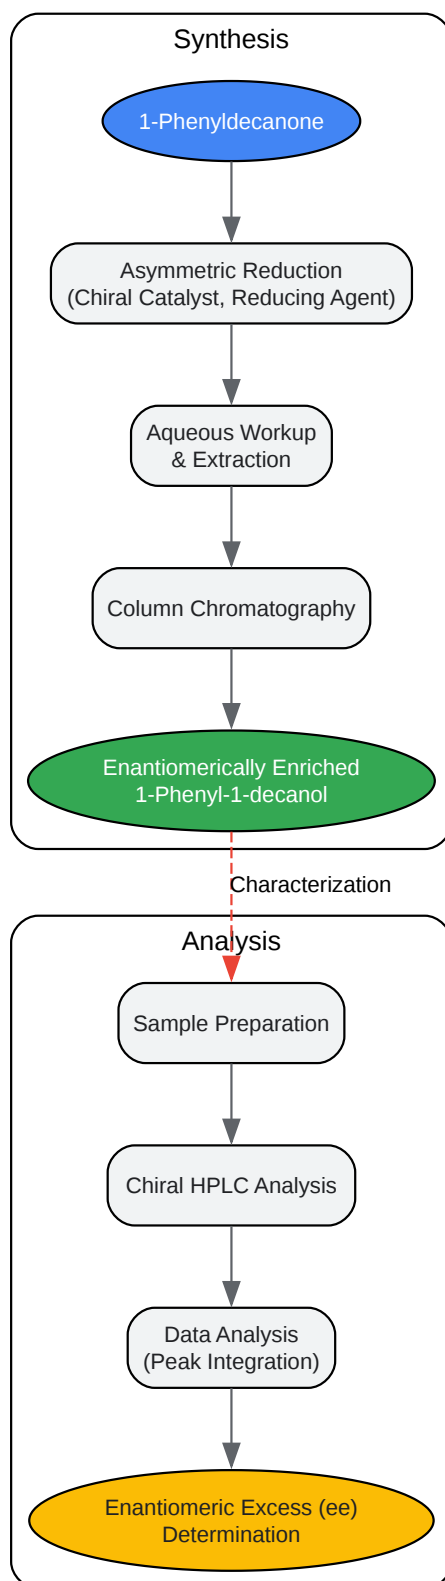 Synthesis
1-Phenyldecanone
Asymmetric Reduction
(Chiral Catalyst, Reducing Agent)
Aqueous Workup
& Extraction
Column Chromatography
Enantiomerically Enriched
1-Phenyl-1-decanol
Characterization
Analysis
Sample Preparation
Chiral HPLC Analysis
Data Analysis
(Peak Integration)
Enantiomeric Excess (ee)
Determination